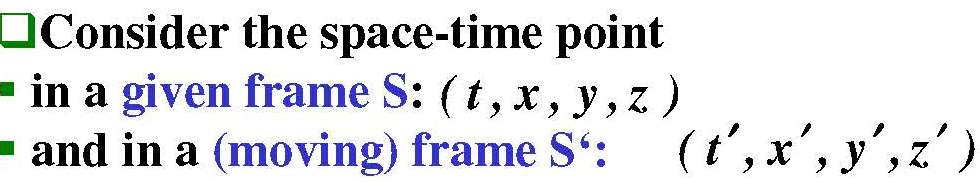 Consider the space-time point
in a given frame S: ( t , x , y , z )
and in a (moving) frame S‘: ( t′ , x′ , y′ , z′ )